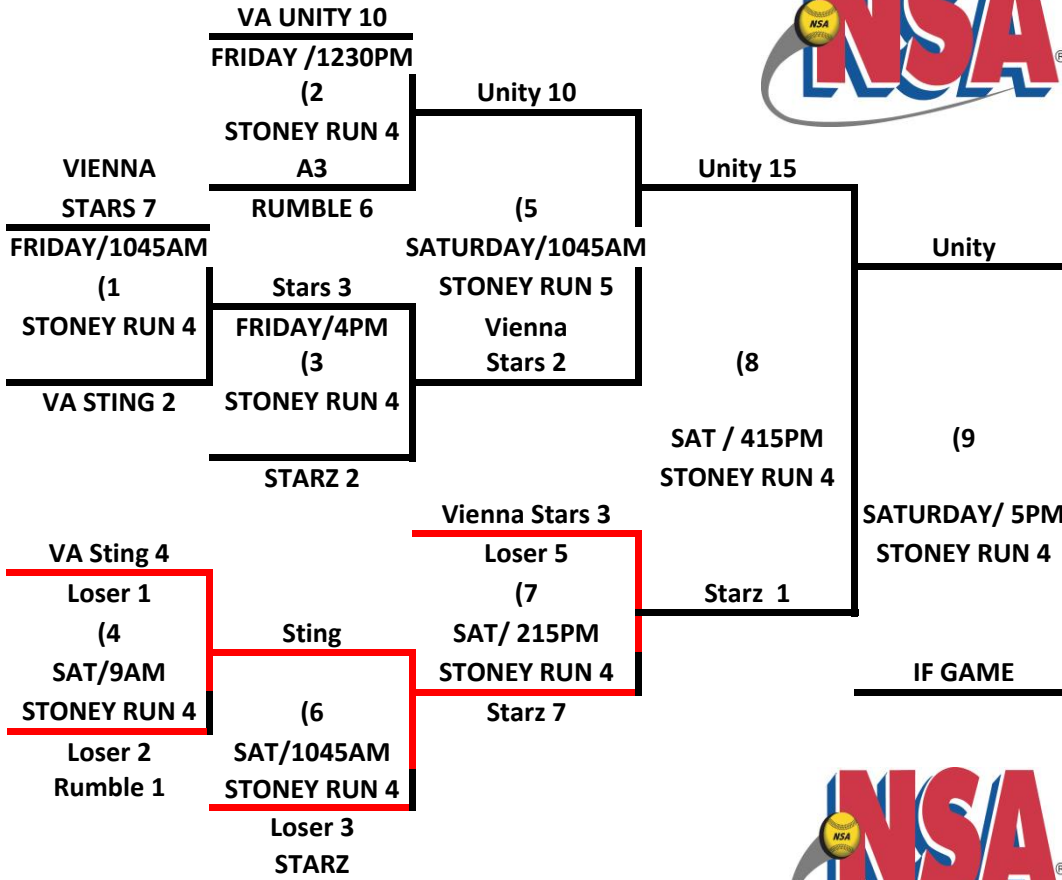 VA UNITY 10
FRIDAY /1230PM
(2
STONEY RUN 4
A3
RUMBLE 6
Unity 10
NSA
NSA
®
VIENNA
STARS 7
FRIDAY/1045AM
(1
STONEY RUN 4
VA STING 2
Stars 3
FRIDAY/4PM
(3
STONEY RUN 4
STARZ 2
(5
SATURDAY/1045AM
STONEY RUN 5
Vienna
Stars 2
Unity 15
(8
SAT / 415PM
STONEY RUN 4
Unity
(9
SATURDAY/ 5PM
STONEY RUN 4
VA Sting 4
Loser 1
(4
SAT/9AM
STONEY RUN 4
Loser 2
Rumble 1
Sting
(6
SAT/1045AM
STONEY RUN 4
Loser 3
STARZ
Vienna Stars 3
Loser 5
(7
SAT/ 215PM
STONEY RUN 4
Starz 7
Starz 1
IF GAME
NSA
NSA
®